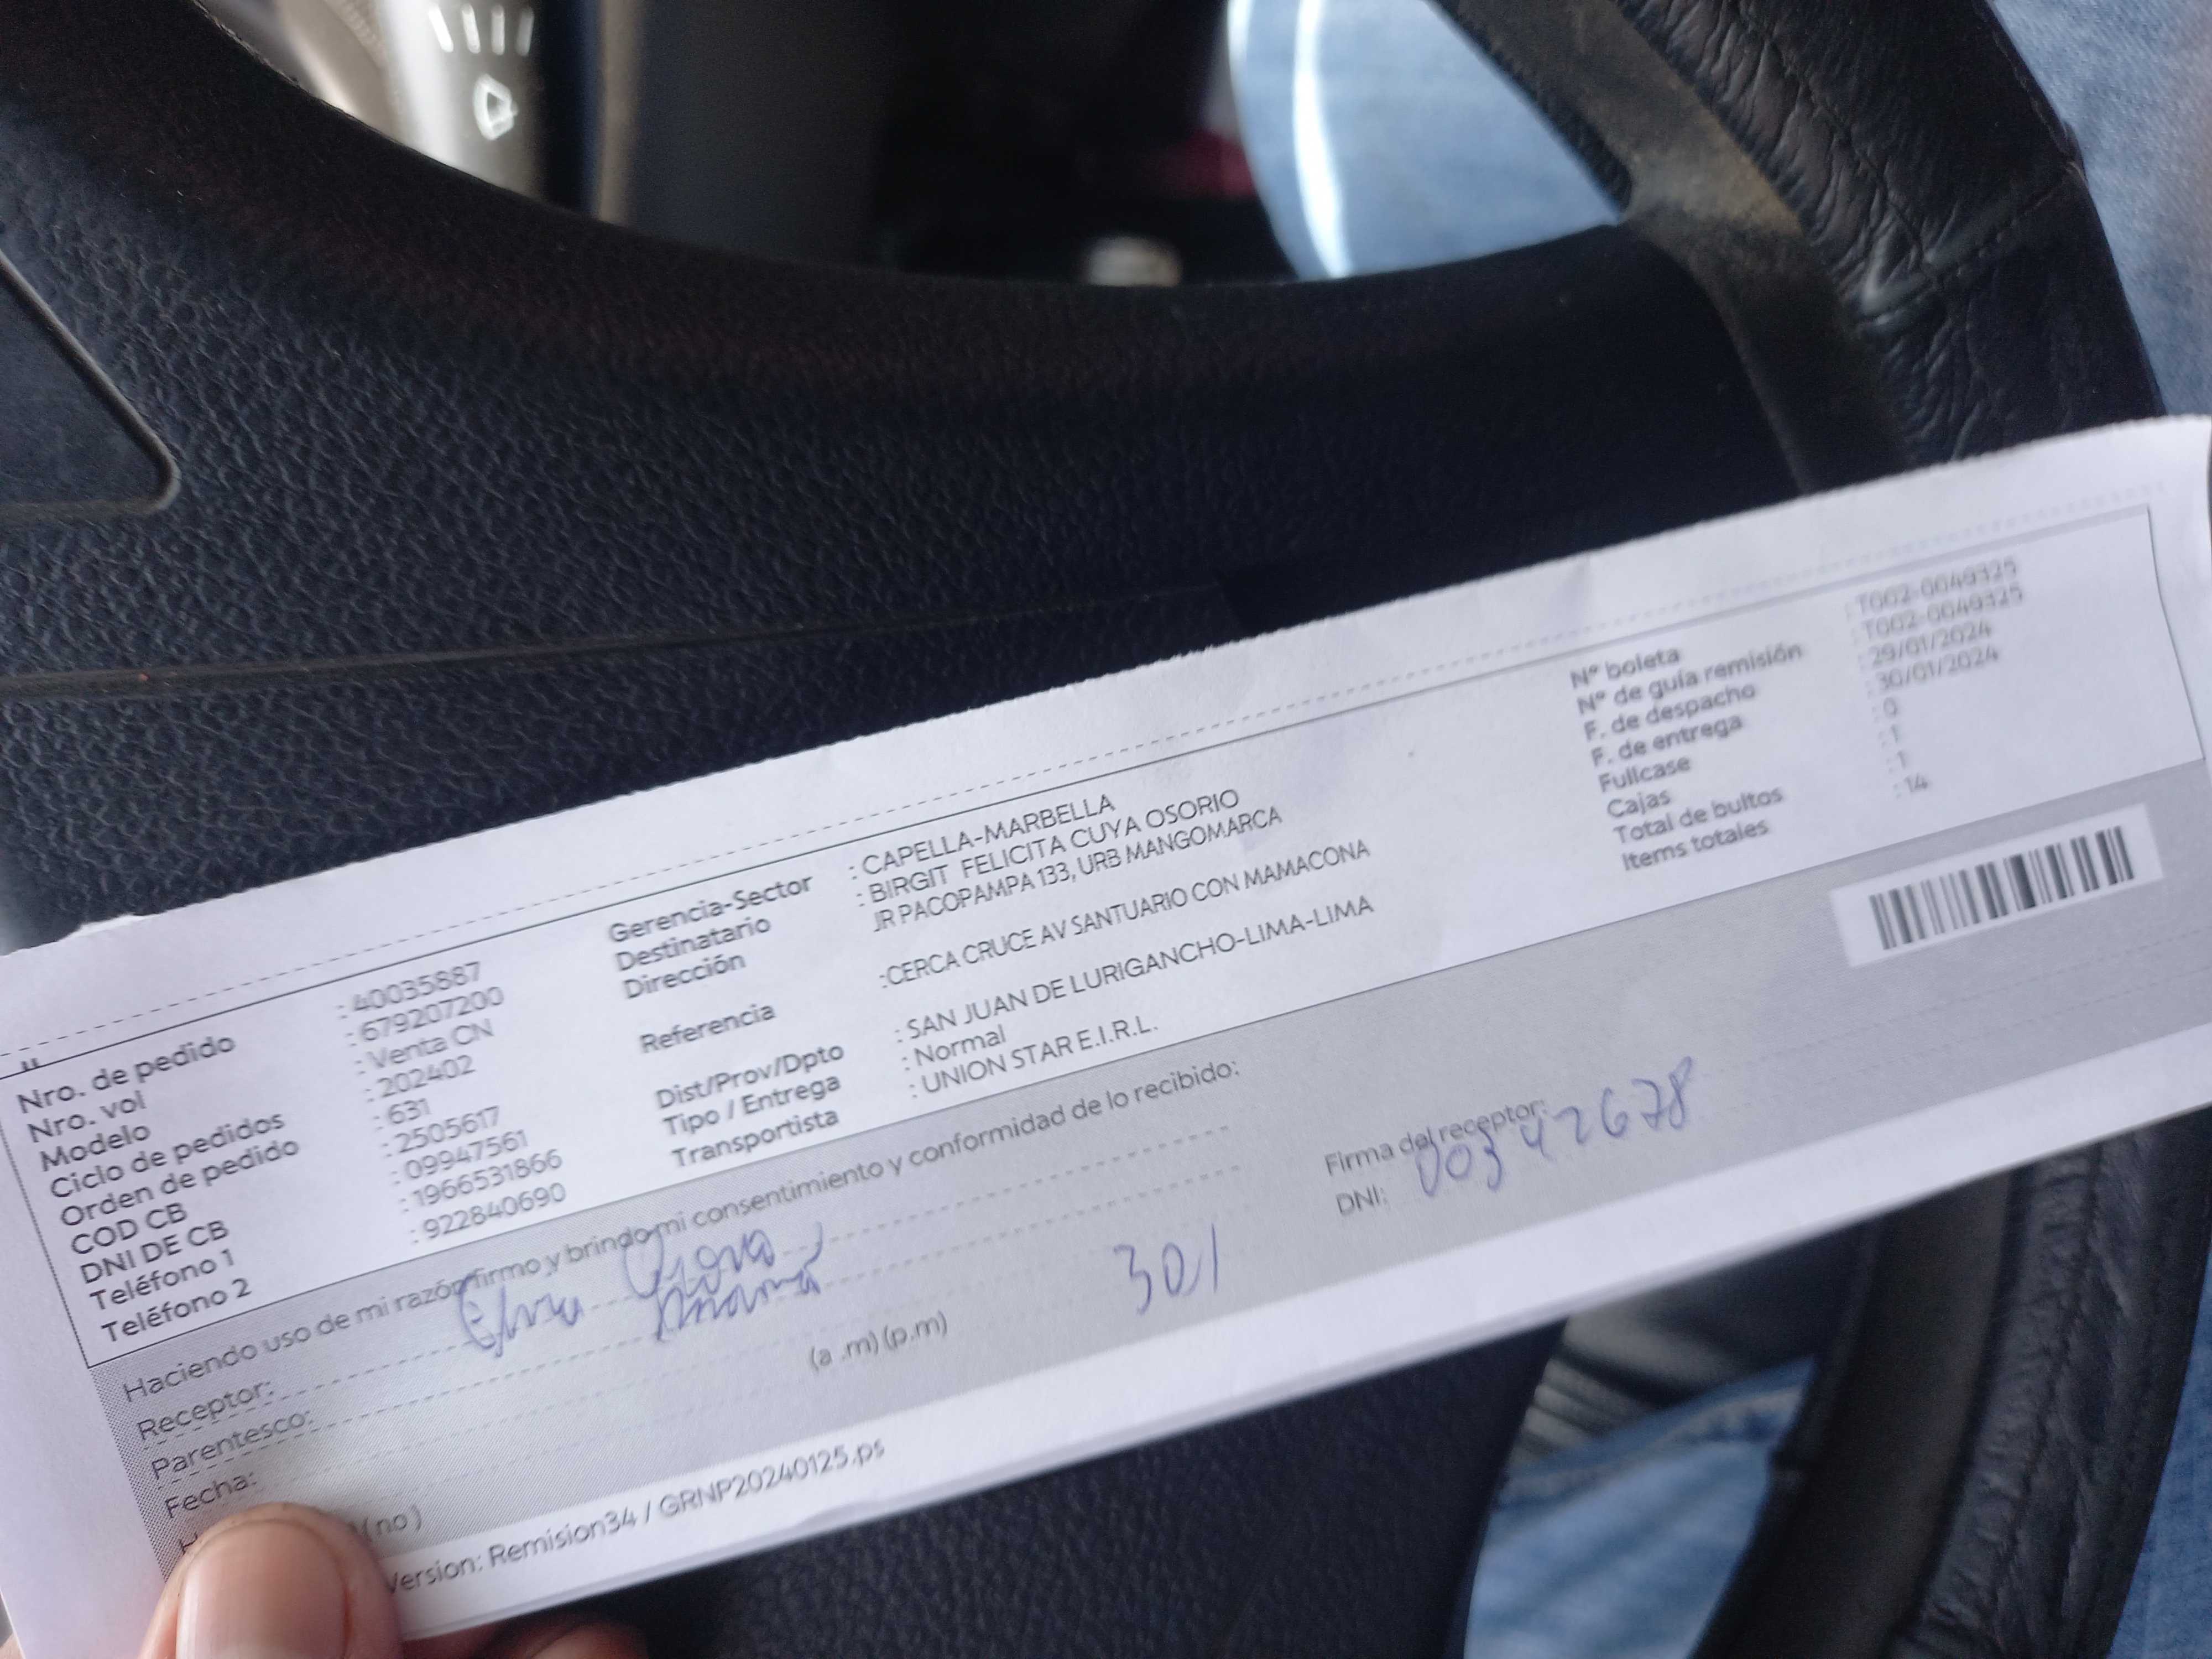 Nro. de pedido : 40035887
Nro. vol : 679207200
Modelo : Venta CN
Ciclo de pedidos : 202402
Orden de pedido : 631
COD CB : 2505617
DNI DE CB : 09947561
Teléfono 1 : 1966531866
Teléfono 2 : 922840690
Gerencia-Sector : CAPELLA-MARBELLA
Destinatario : BIRGIT FELICITA CUYA OSORIO
Dirección JR PACOPAMPA 133, URB MANGOMARCA
Referencia :CERCA CRUCE AV SANTUARIO CON MAMACONA
Dist/Prov/Dpto : SAN JUAN DE LURIGANCHO-LIMA-LIMA
Tipo / Entrega : Normal
Transportista : UNION STAR E.I.R.L.
N° boleta : T002-0049325
N° de guía remisión : T002-0049325
F. de despacho : 29/01/2024
F. de entrega : 30/01/2024
Fullcase : 0
Cajas : 1
Total de bultos : 1
Items totales : 14
Haciendo uso de mi razón firmo y brindo mi consentimiento y conformidad de lo recibido:
Receptor:
Parentesco:
Fecha:
(no) (a .m) (p.m) 301
Firma del receptor:
DNI: 00342678
Version: Remision34 / GRNP20240125.ps